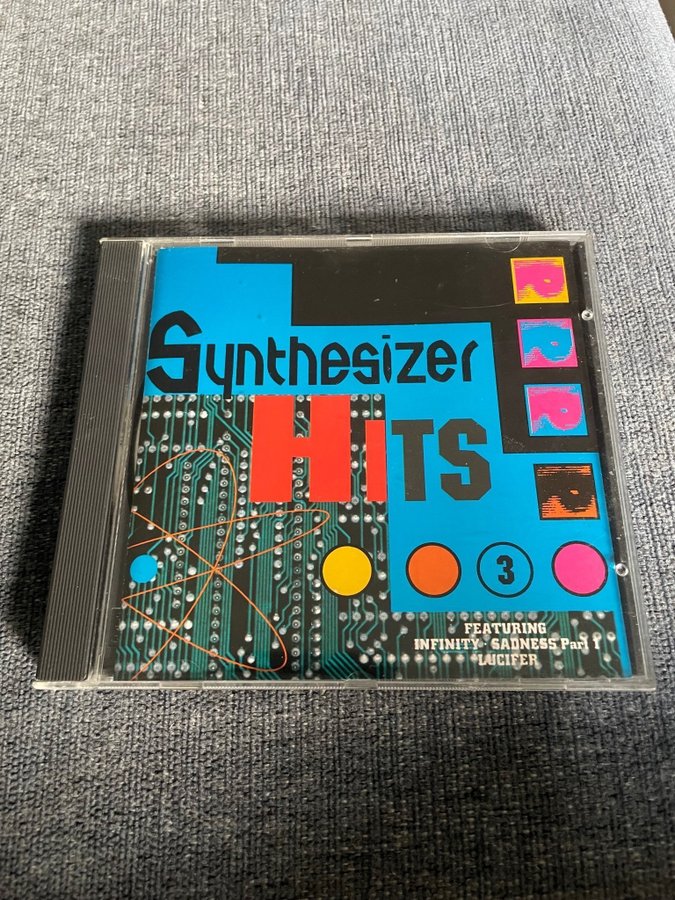 Synthesizer
HiTS
R
R
R
R
3
FEATURING
INFINITY · SADNESS Part 1
LUCIFER